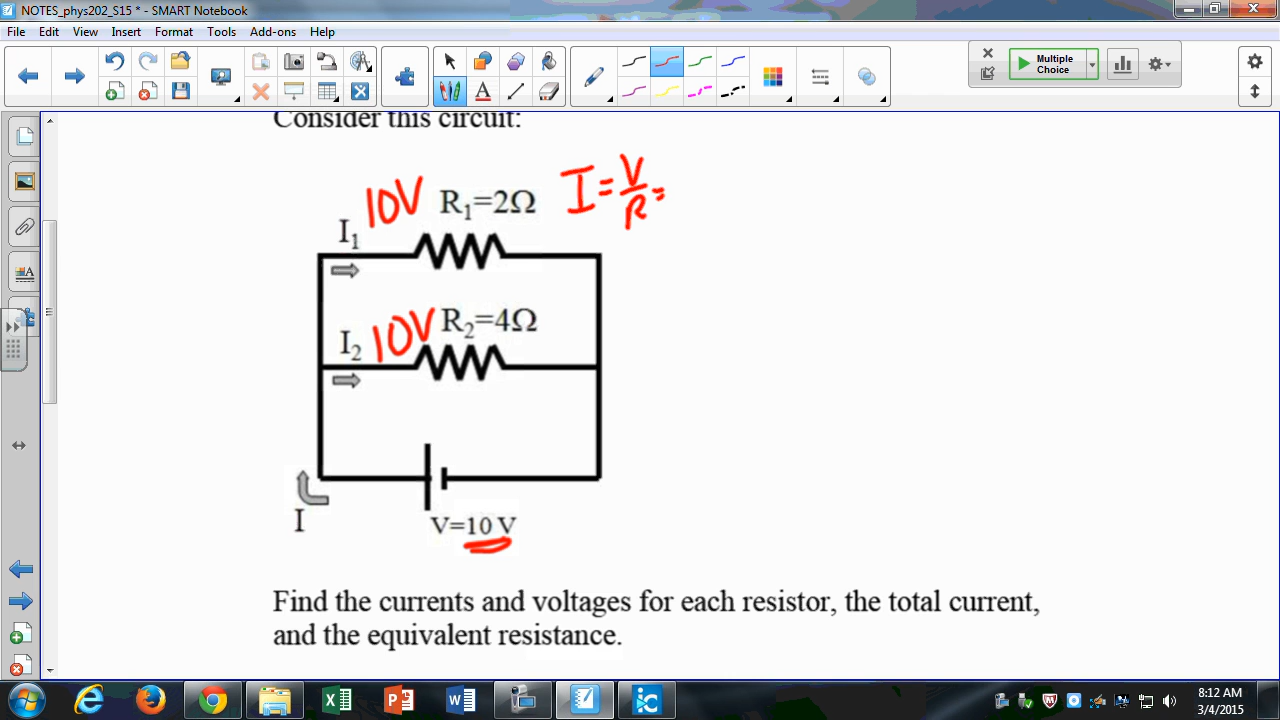 NOTES_phys202_S15 * - SMART Notebook
File Edit View Insert Format Tools Add-ons Help
Multiple
Choice
Consider this circuit:
10V R₁=2Ω I = V/R =
I₁
10V R₂=4Ω
I₂
I
V=10 V
Find the currents and voltages for each resistor, the total current,
and the equivalent resistance.
8:12 AM
3/4/2015